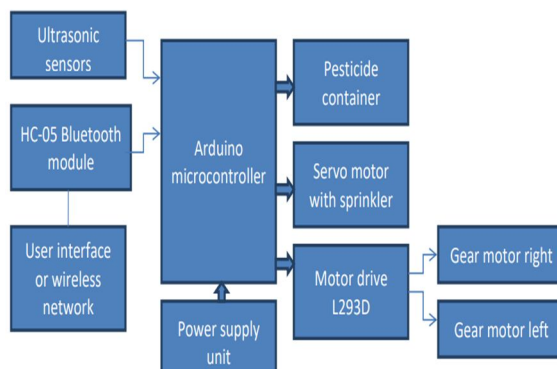 Ultrasonic
sensors
HC-05 Bluetooth
module
User interface
or wireless
network
Arduino
microcontroller
Power supply
unit
Pesticide
container
Servo motor
with sprinkler
Motor drive
L293D
Gear motor right
Gear motor left